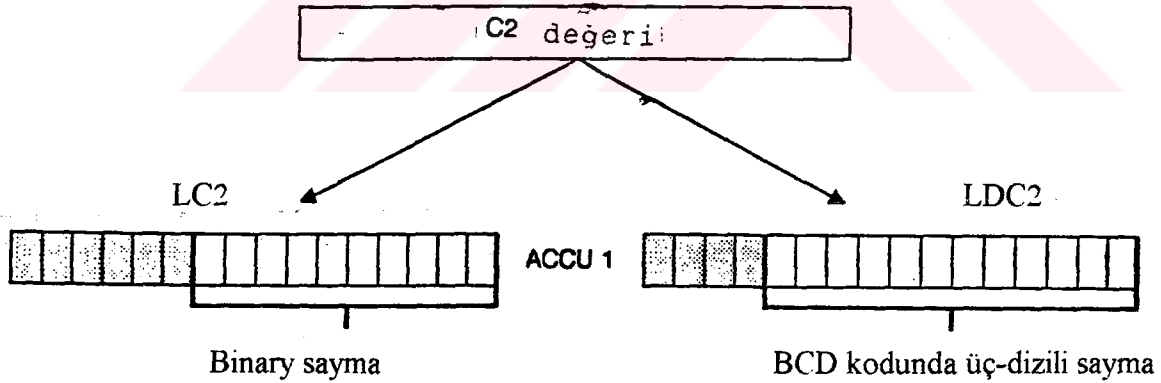 C2 değeri
LC2 LDC2
ACCU 1
Binary sayma BCD kodunda üç-dizili sayma